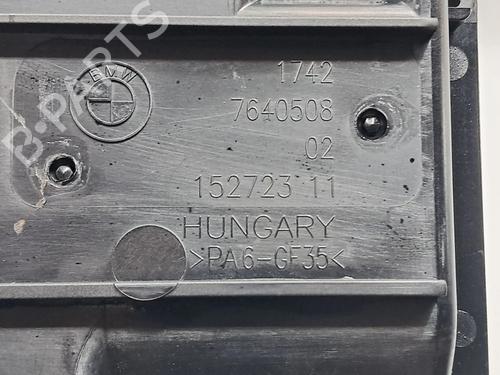 B-PARTS
BMW
1742
7640508
02
152723 11
HUNGARY
>PA6-GF35<